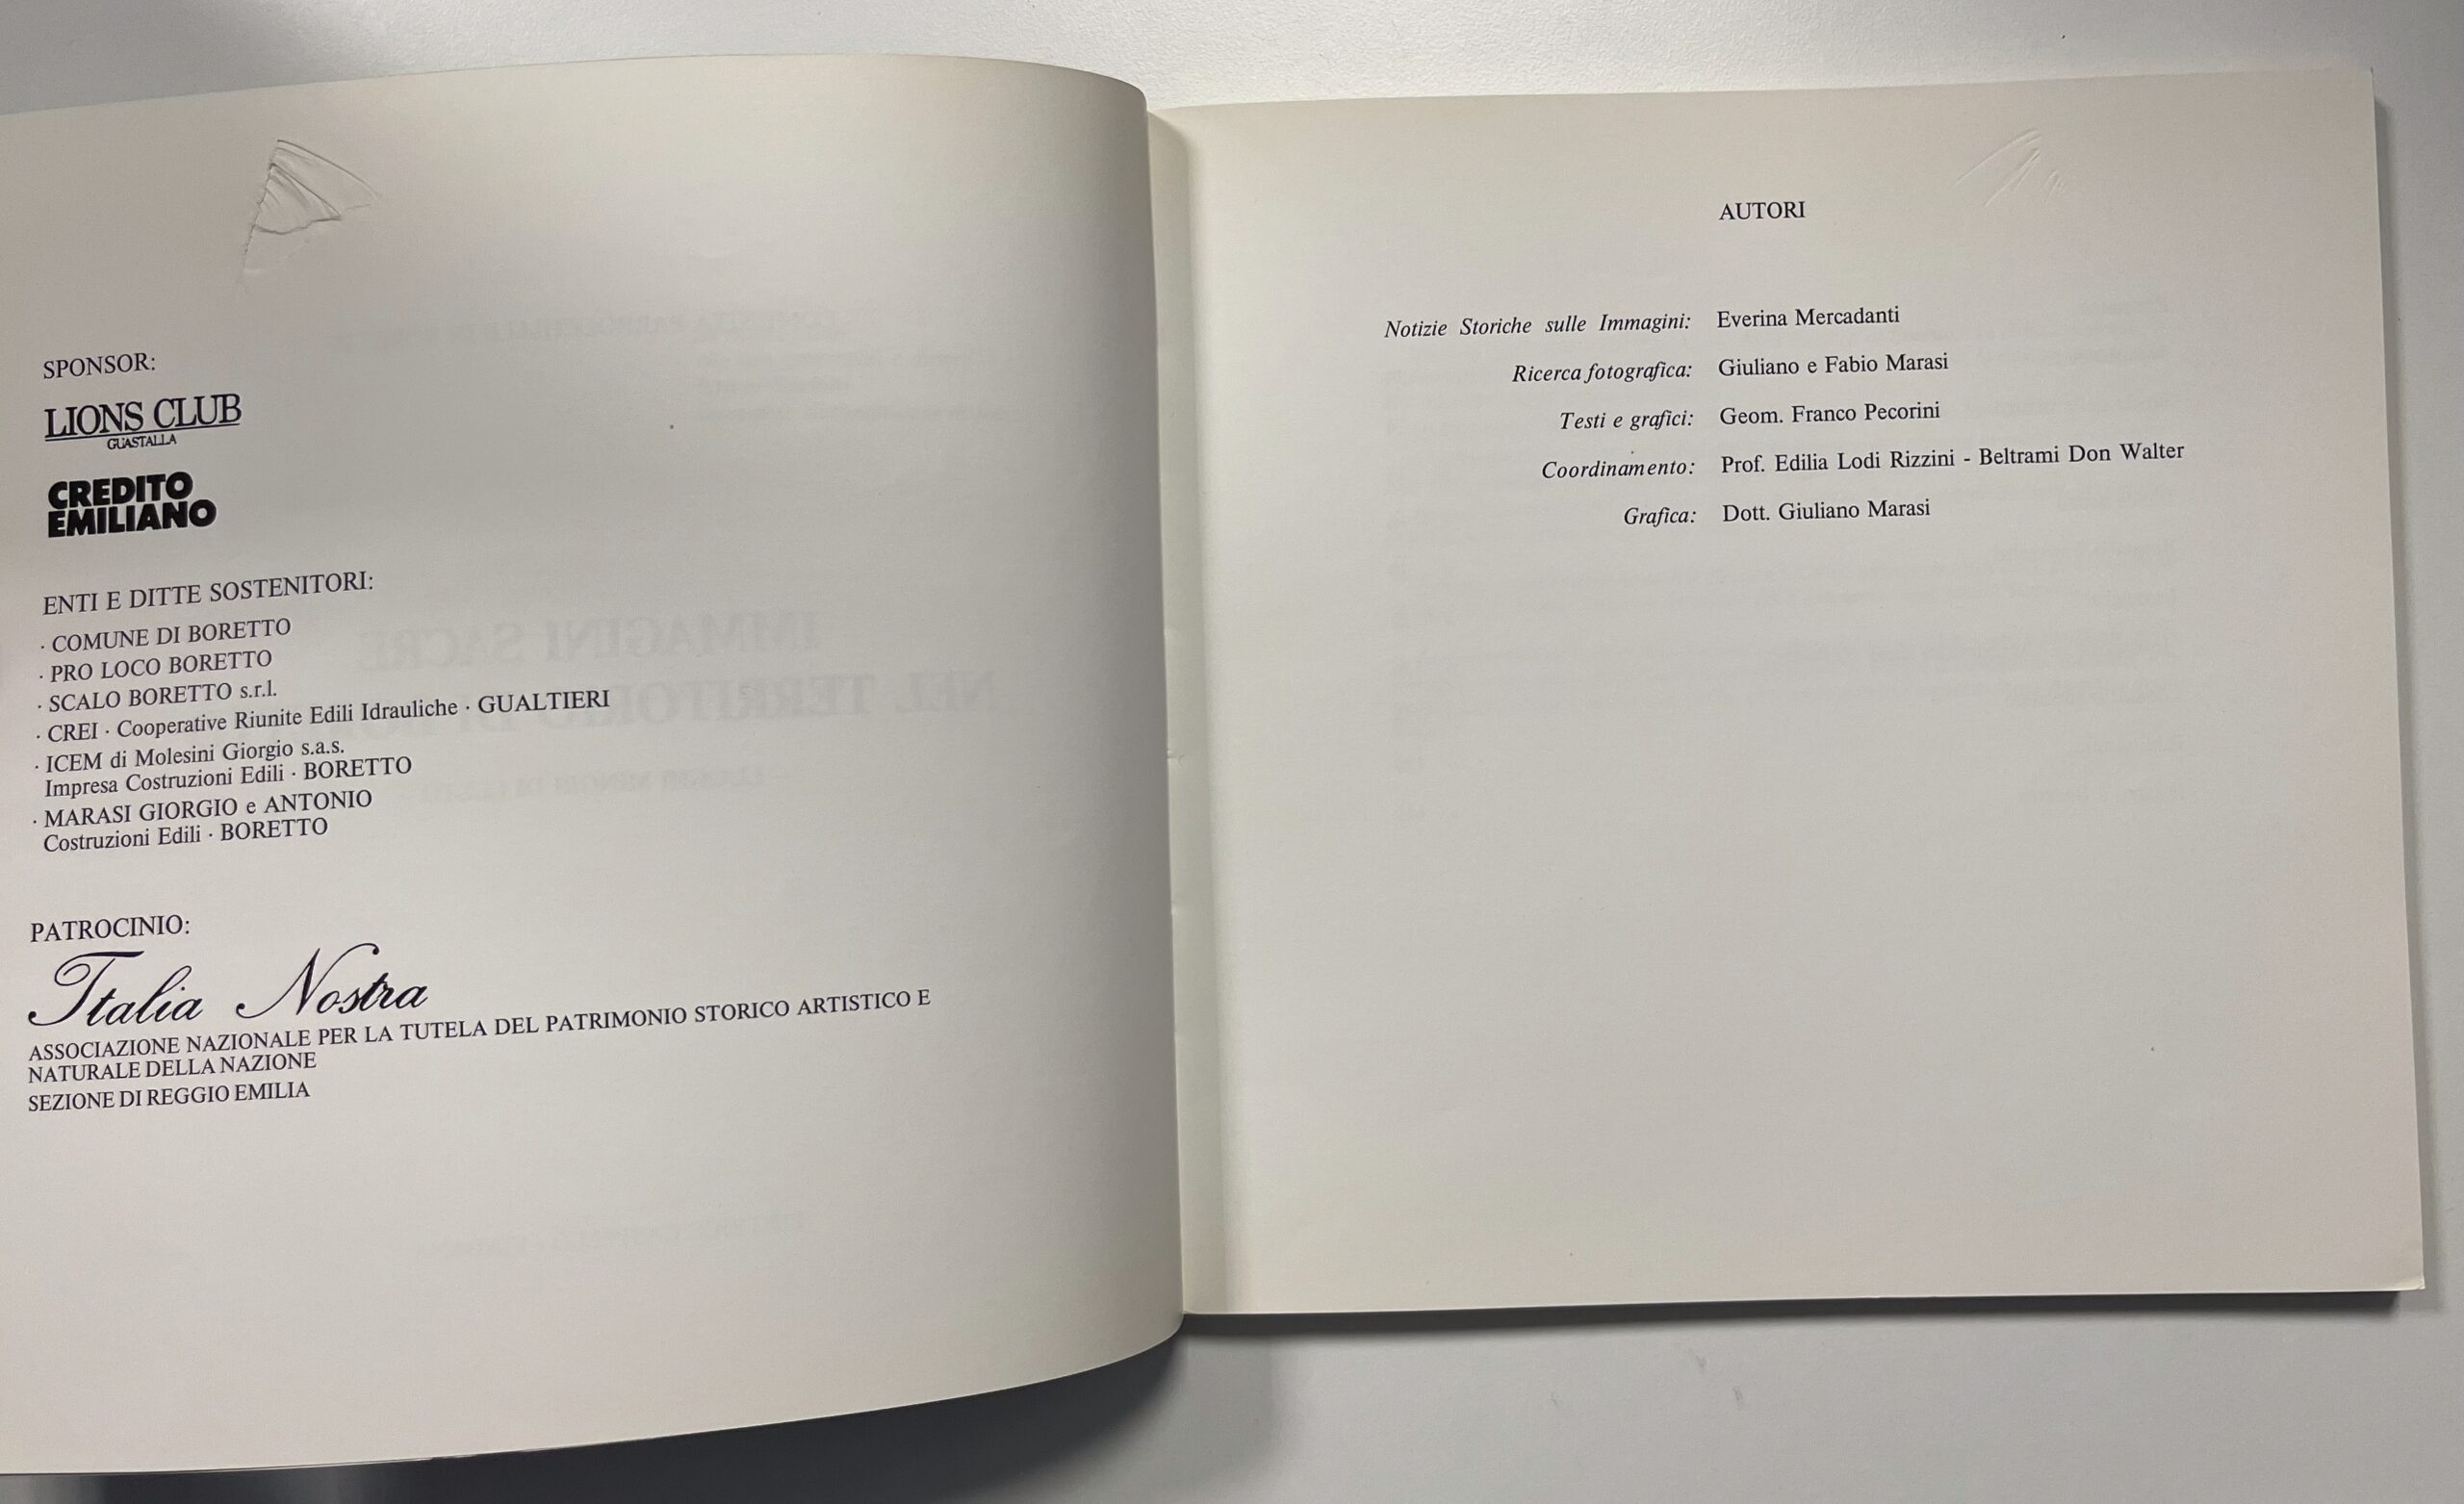 SPONSOR:
LIONS CLUB
GUASTALLA
CREDITO
EMILIANO
ENTI E DITTE SOSTENITORI:
· COMUNE DI BORETTO
· PRO LOCO BORETTO
· SCALO BORETTO s.r.l.
· CREI · Cooperative Riunite Edili Idrauliche · GUALTIERI
· ICEM di Molesini Giorgio s.a.s.
Impresa Costruzioni Edili · BORETTO
· MARASI GIORGIO e ANTONIO
Costruzioni Edili · BORETTO
PATROCINIO:
Italia Nostra
ASSOCIAZIONE NAZIONALE PER LA TUTELA DEL PATRIMONIO STORICO ARTISTICO E
NATURALE DELLA NAZIONE
SEZIONE DI REGGIO EMILIA
AUTORI
Notizie Storiche sulle Immagini: Everina Mercadanti
Ricerca fotografica: Giuliano e Fabio Marasi
Testi e grafici: Geom. Franco Pecorini
Coordinamento: Prof. Edilia Lodi Rizzini - Beltrami Don Walter
Grafica: Dott. Giuliano Marasi